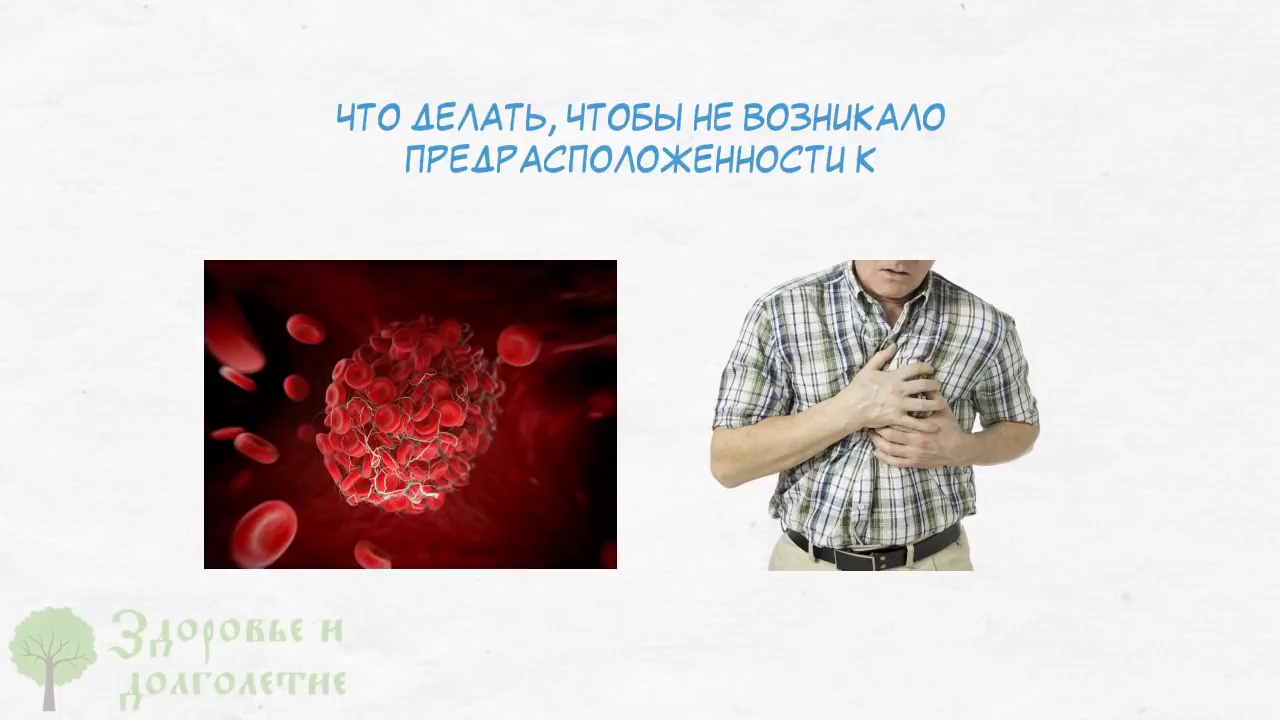 ЧТО ДЕЛАТЬ, ЧТОБЫ НЕ ВОЗНИКАЛО
ПРЕДРАСПОЛОЖЕННОСТИ К
Здоровье и
долголетие